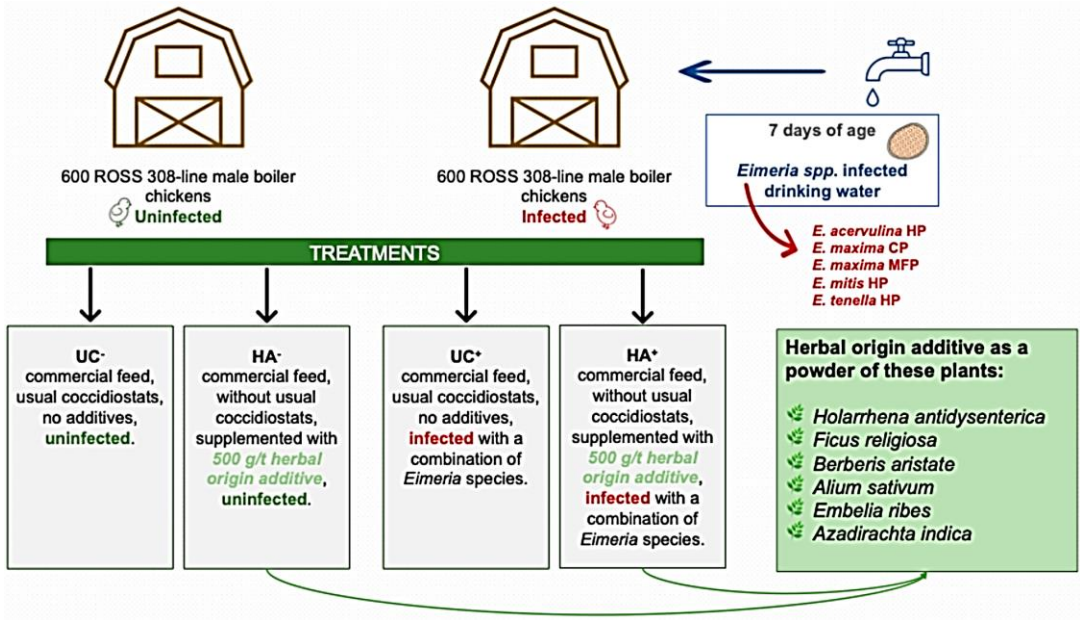 600 ROSS 308-line male boiler
chickens
Uninfected
600 ROSS 308-line male boiler
chickens
Infected
7 days of age
Eimeria spp. infected
drinking water
E. acervulina HP
E. maxima CP
E. maxima MFP
E. mitis HP
E. tenella HP
TREATMENTS
UC-
commercial feed,
usual coccidiostats,
no additives,
uninfected.
HA-
commercial feed,
without usual
coccidiostats,
supplemented with
500 g/t herbal
origin additive,
uninfected.
UC+
commercial feed,
usual coccidiostats,
no additives,
infected with a
combination of
Eimeria species.
HA+
commercial feed,
without usual
coccidiostats,
supplemented with
500 g/t herbal
origin additive,
infected with a
combination of
Eimeria species.
Herbal origin additive as a
powder of these plants:
Holarrhena antidysenterica
Ficus religiosa
Berberis aristate
Alium sativum
Embelia ribes
Azadirachta indica